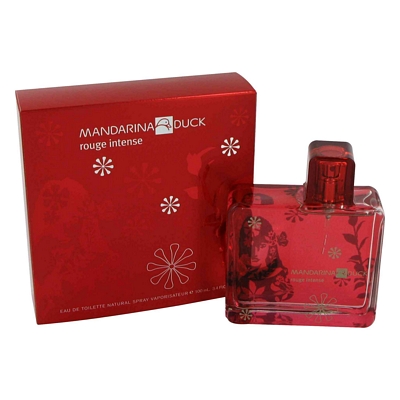 MANDARINA DUCK
rouge intense
EAU DE TOILETTE NATURAL SPRAY VAPORISATEUR
MANDARINA DUCK
rouge intense